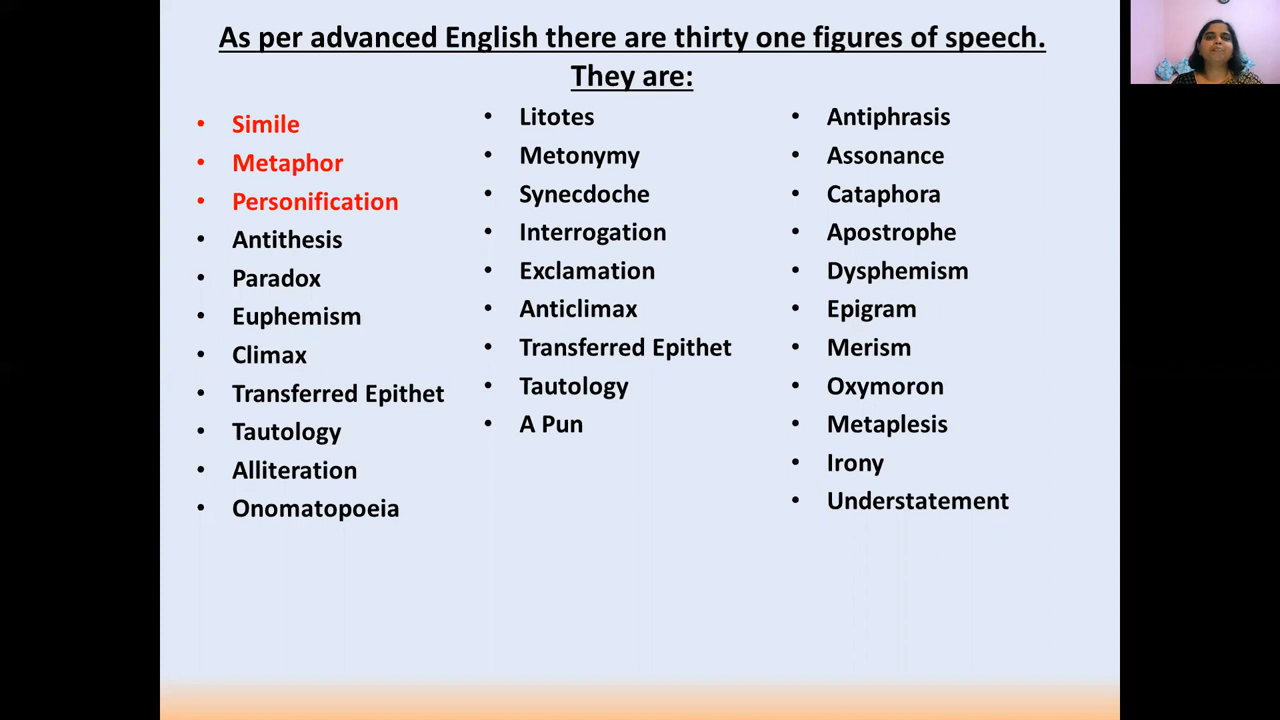 As per advanced English there are thirty one figures of speech.
They are:
• Simile
• Metaphor
• Personification
• Antithesis
• Paradox
• Euphemism
• Climax
• Transferred Epithet
• Tautology
• Alliteration
• Onomatopoeia
• Litotes
• Metonymy
• Synecdoche
• Interrogation
• Exclamation
• Anticlimax
• Transferred Epithet
• Tautology
• A Pun
• Antiphrasis
• Assonance
• Cataphora
• Apostrophe
• Dysphemism
• Epigram
• Merism
• Oxymoron
• Metaplesis
• Irony
• Understatement